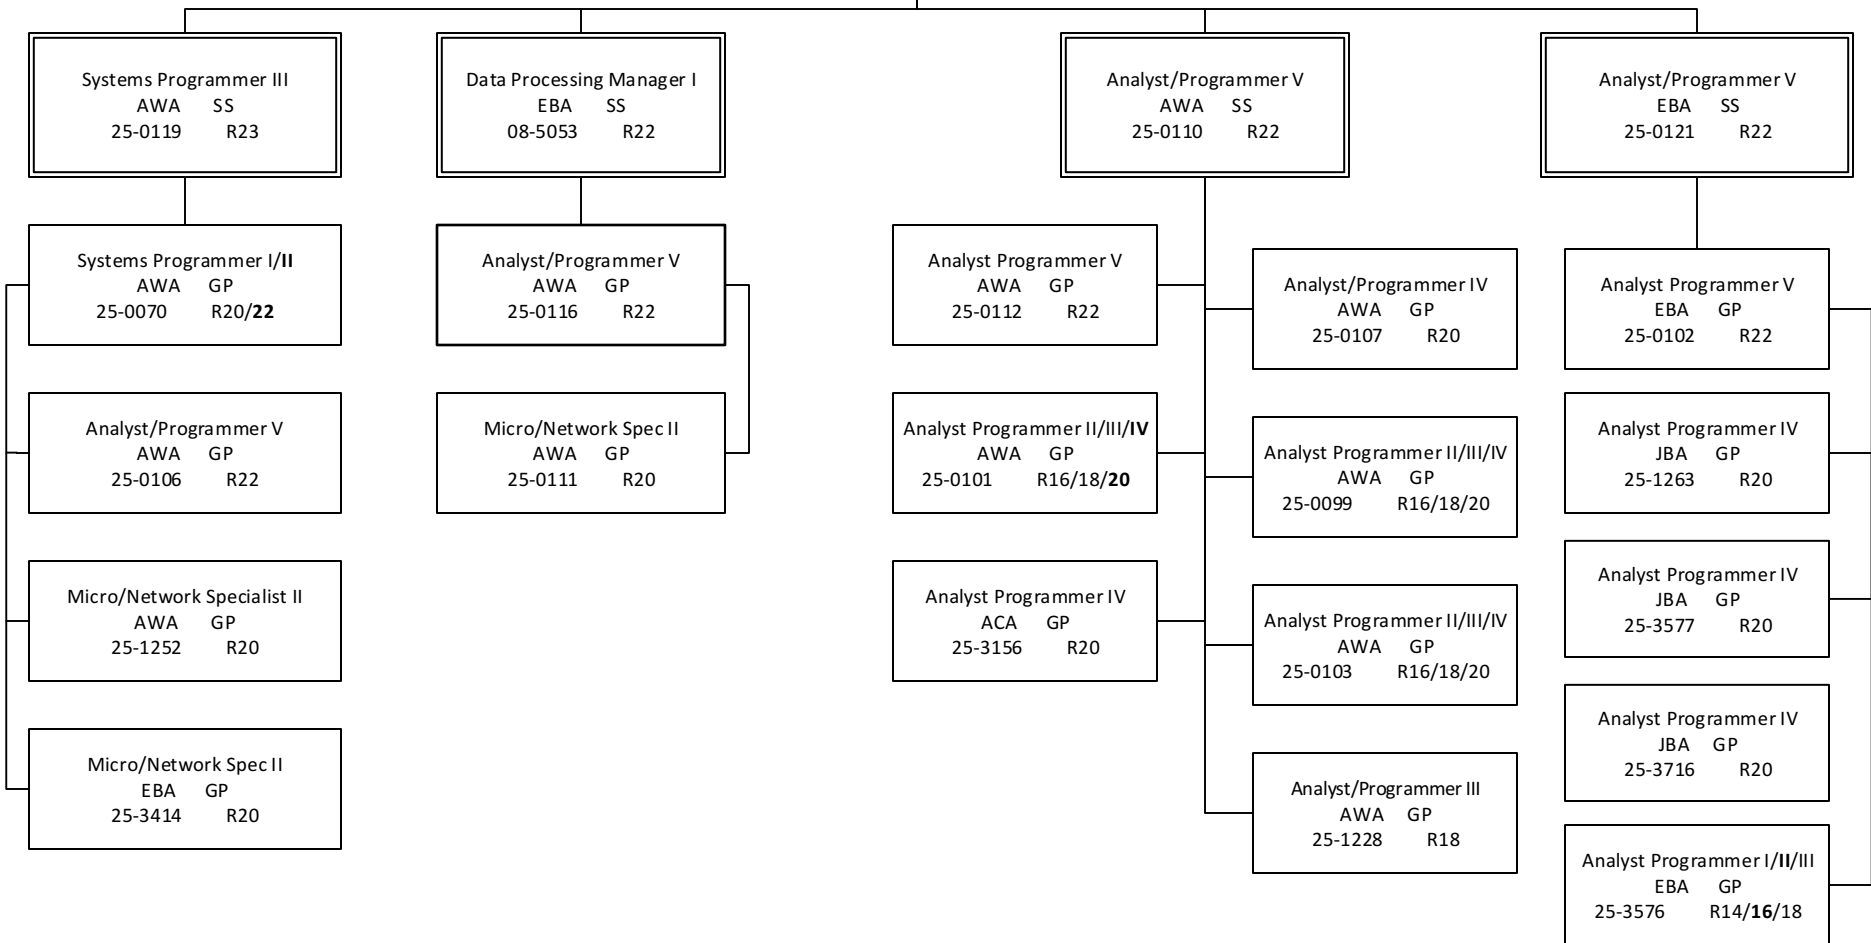 Systems Programmer III
AWA SS
25-0119 R23
Data Processing Manager I
EBA SS
08-5053 R22
Analyst/Programmer V
AWA SS
25-0110 R22
Analyst/Programmer V
EBA SS
25-0121 R22
Systems Programmer I/II
AWA GP
25-0070 R20/22
Analyst/Programmer V
AWA GP
25-0106 R22
Micro/Network Specialist II
AWA GP
25-1252 R20
Micro/Network Spec II
EBA GP
25-3414 R20
Analyst/Programmer V
AWA GP
25-0116 R22
Micro/Network Spec II
AWA GP
25-0111 R20
Analyst Programmer V
AWA GP
25-0112 R22
Analyst Programmer II/III/IV
AWA GP
25-0101 R16/18/20
Analyst Programmer IV
ACA GP
25-3156 R20
Analyst/Programmer IV
AWA GP
25-0107 R20
Analyst Programmer II/III/IV
AWA GP
25-0099 R16/18/20
Analyst Programmer II/III/IV
AWA GP
25-0103 R16/18/20
Analyst/Programmer III
AWA GP
25-1228 R18
Analyst Programmer V
EBA GP
25-0102 R22
Analyst Programmer IV
JBA GP
25-1263 R20
Analyst Programmer IV
JBA GP
25-3577 R20
Analyst Programmer IV
JBA GP
25-3716 R20
Analyst Programmer I/II/III
EBA GP
25-3576 R14/16/18